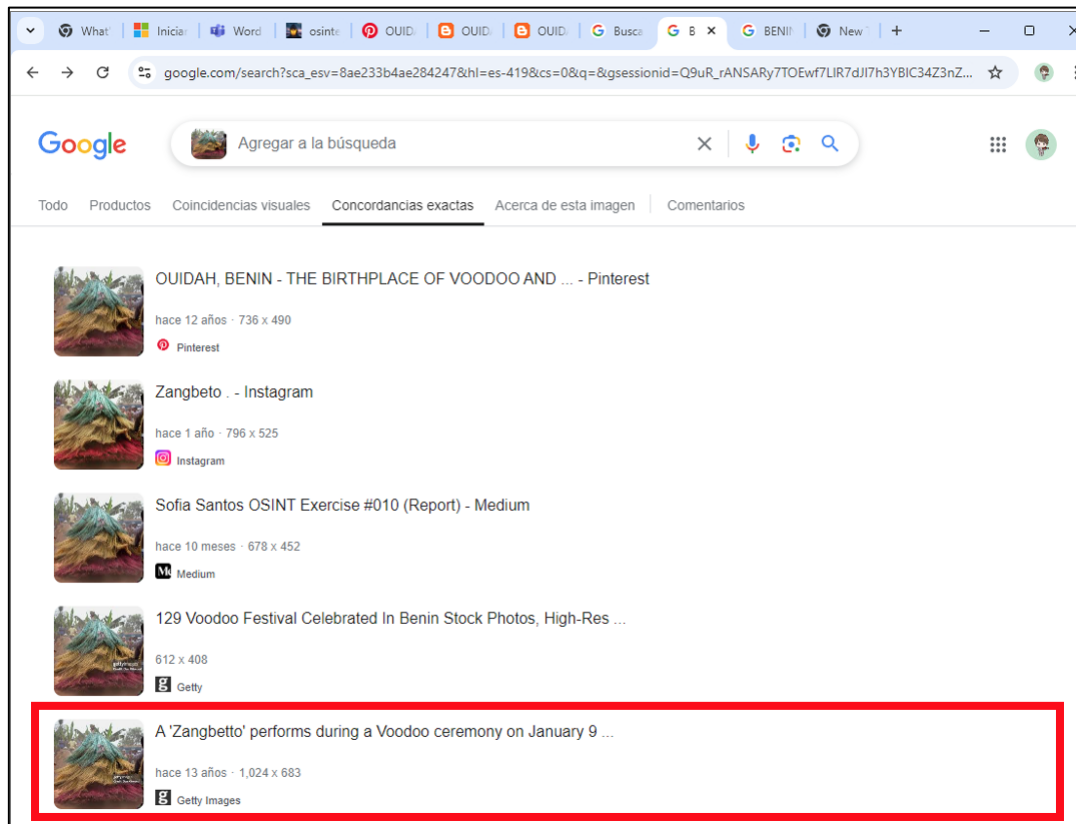 What'
Iniciar
Word
osinte
OUID
OUID
OUID
Busca
B
BENIN
New T
google.com/search?sca_esv=8ae233b4ae284247&hl=es-419&cs=0&q=&gsessionid=Q9uR_rANSARy7TOEwf7LlR7dJl7h3YBIC34Z3nZ...
Google
Agregar a la búsqueda
Todo
Productos
Coincidencias visuales
Concordancias exactas
Acerca de esta imagen
Comentarios
OUIDAH, BENIN - THE BIRTHPLACE OF VOODOO AND ... - Pinterest
hace 12 años · 736 x 490
Pinterest
Zangbeto . - Instagram
hace 1 año · 796 x 525
Instagram
Sofia Santos OSINT Exercise #010 (Report) - Medium
hace 10 meses · 678 x 452
Medium
129 Voodoo Festival Celebrated In Benin Stock Photos, High-Res ...
612 x 408
Getty
A 'Zangbetto' performs during a Voodoo ceremony on January 9 ...
hace 13 años · 1,024 x 683
Getty Images